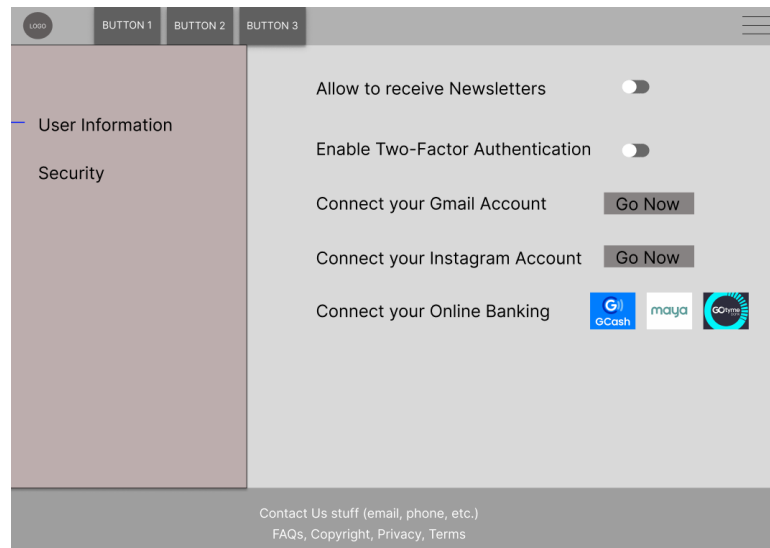 LOGO BUTTON 1 BUTTON 2 BUTTON 3
User Information
Security
Allow to receive Newsletters
Enable Two-Factor Authentication
Connect your Gmail Account Go Now
Connect your Instagram Account Go Now
Connect your Online Banking
G))
GCash
maya
GOtyme
Contact Us stuff (email, phone, etc.)
FAQs, Copyright, Privacy, Terms